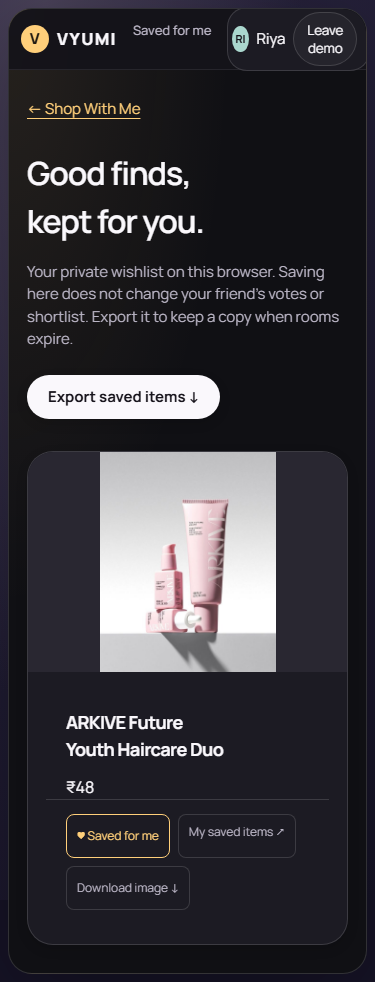 V VYUMI
Saved for me
RI Riya
Leave
demo
← Shop With Me
Good finds,
kept for you.
Your private wishlist on this browser. Saving
here does not change your friend's votes or
shortlist. Export it to keep a copy when rooms
expire.
Export saved items ↓
ARKIVE
ARKIVE Future
Youth Haircare Duo
₹48
♥ Saved for me
My saved items ↗
Download image ↓